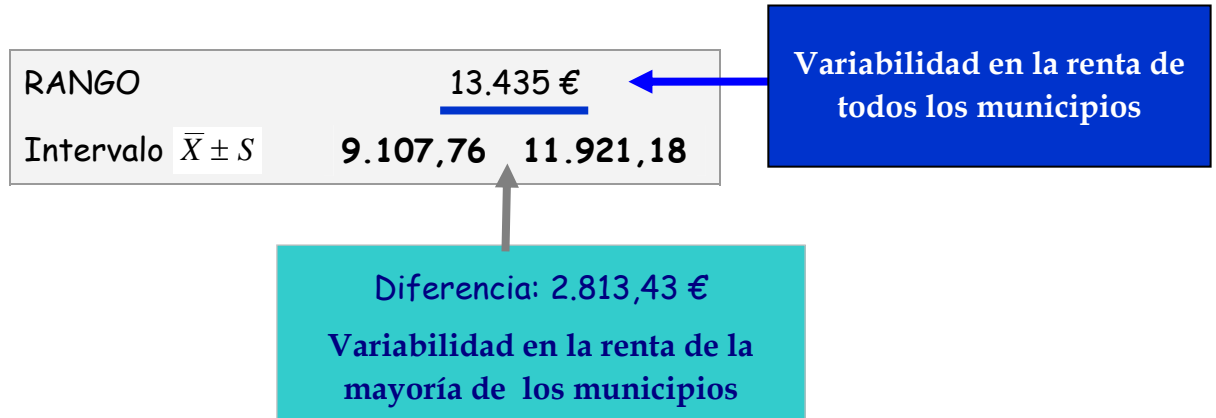 Variabilidad en la renta de
todos los municipios
RANGO 13.435 €
Intervalo X̅ ± S 9.107,76 11.921,18
Diferencia: 2.813,43 €
Variabilidad en la renta de la
mayoría de los municipios